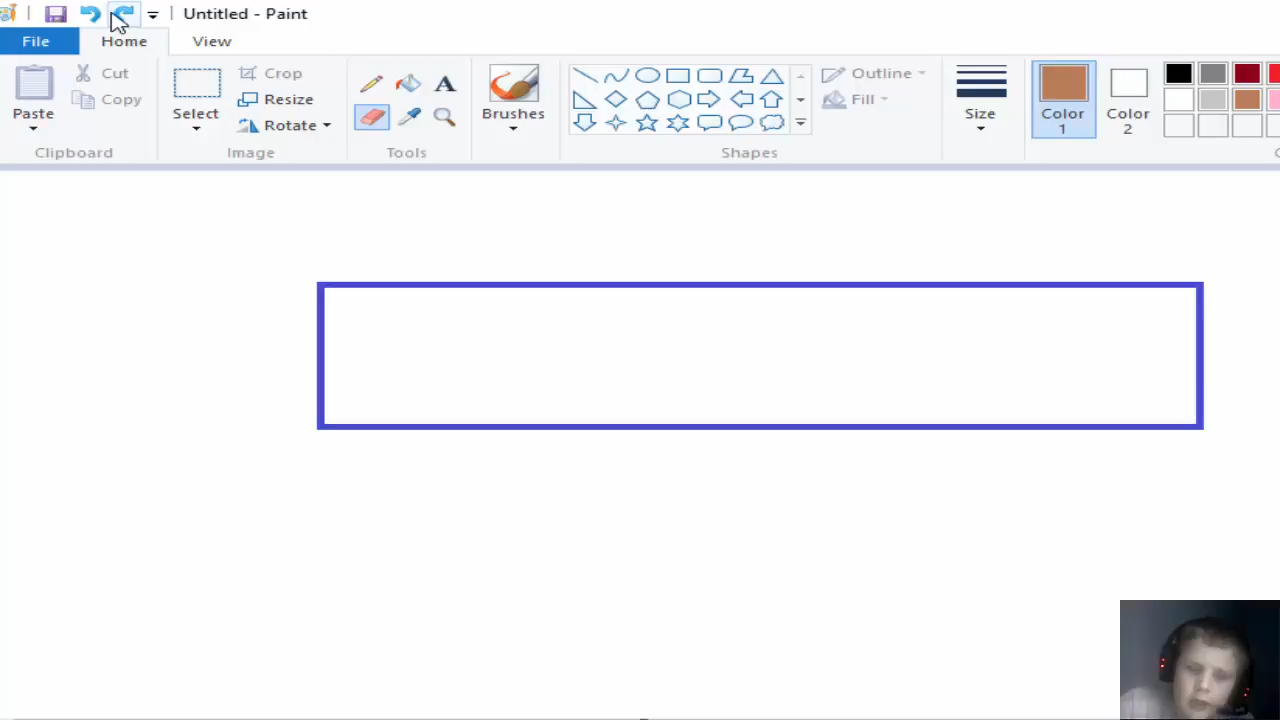 Untitled - Paint
File Home View
Paste
Cut
Copy
Clipboard
Select
Crop
Resize
Rotate
Image
A
Tools
Brushes
Shapes
Outline
Fill
Size
Color 1
Color 2